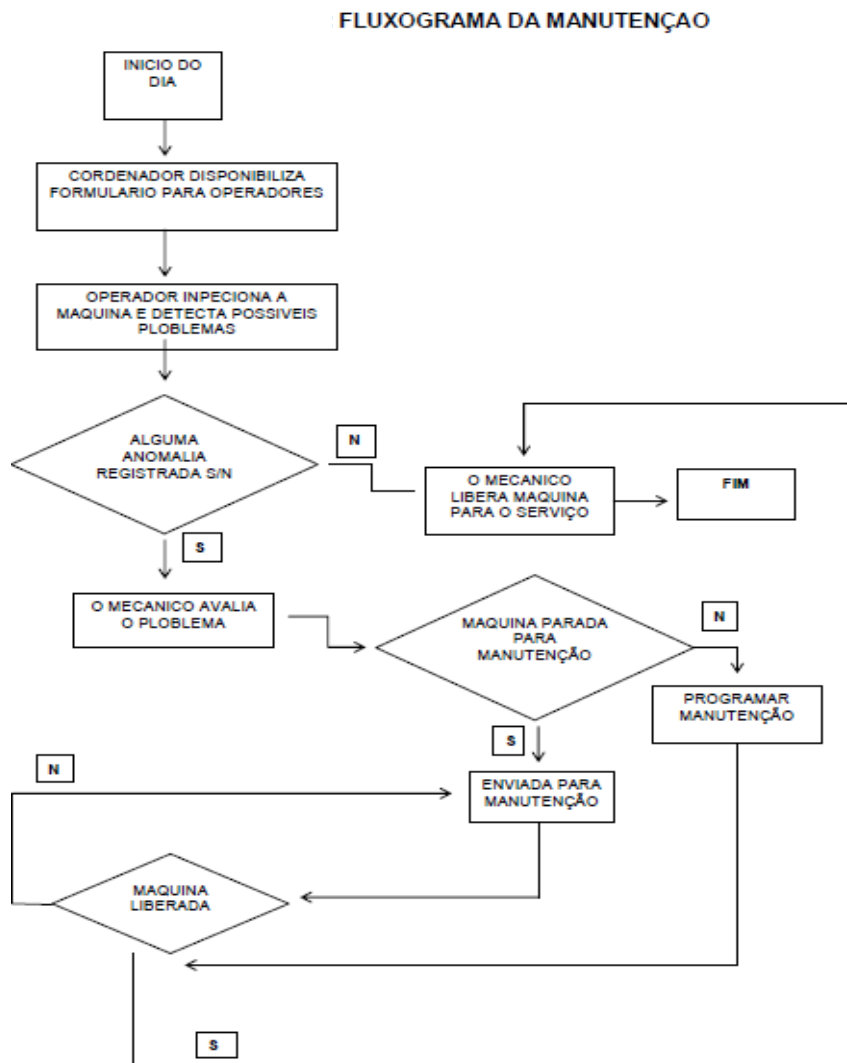 : FLUXOGRAMA DA MANUTENÇAO
INICIO DO
DIA
CORDENADOR DISPONIBILIZA
FORMULARIO PARA OPERADORES
OPERADOR INPECIONA A
MAQUINA E DETECTA POSSIVEIS
PLOBLEMAS
ALGUMA
ANOMALIA
REGISTRADA S/N
N
O MECANICO
LIBERA MAQUINA
PARA O SERVIÇO
FIM
S
O MECANICO AVALIA
O PLOBLEMA
MAQUINA PARADA
PARA
MANUTENÇÃO
N
PROGRAMAR
MANUTENÇÃO
S
N
ENVIADA PARA
MANUTENÇÃO
MAQUINA
LIBERADA
S